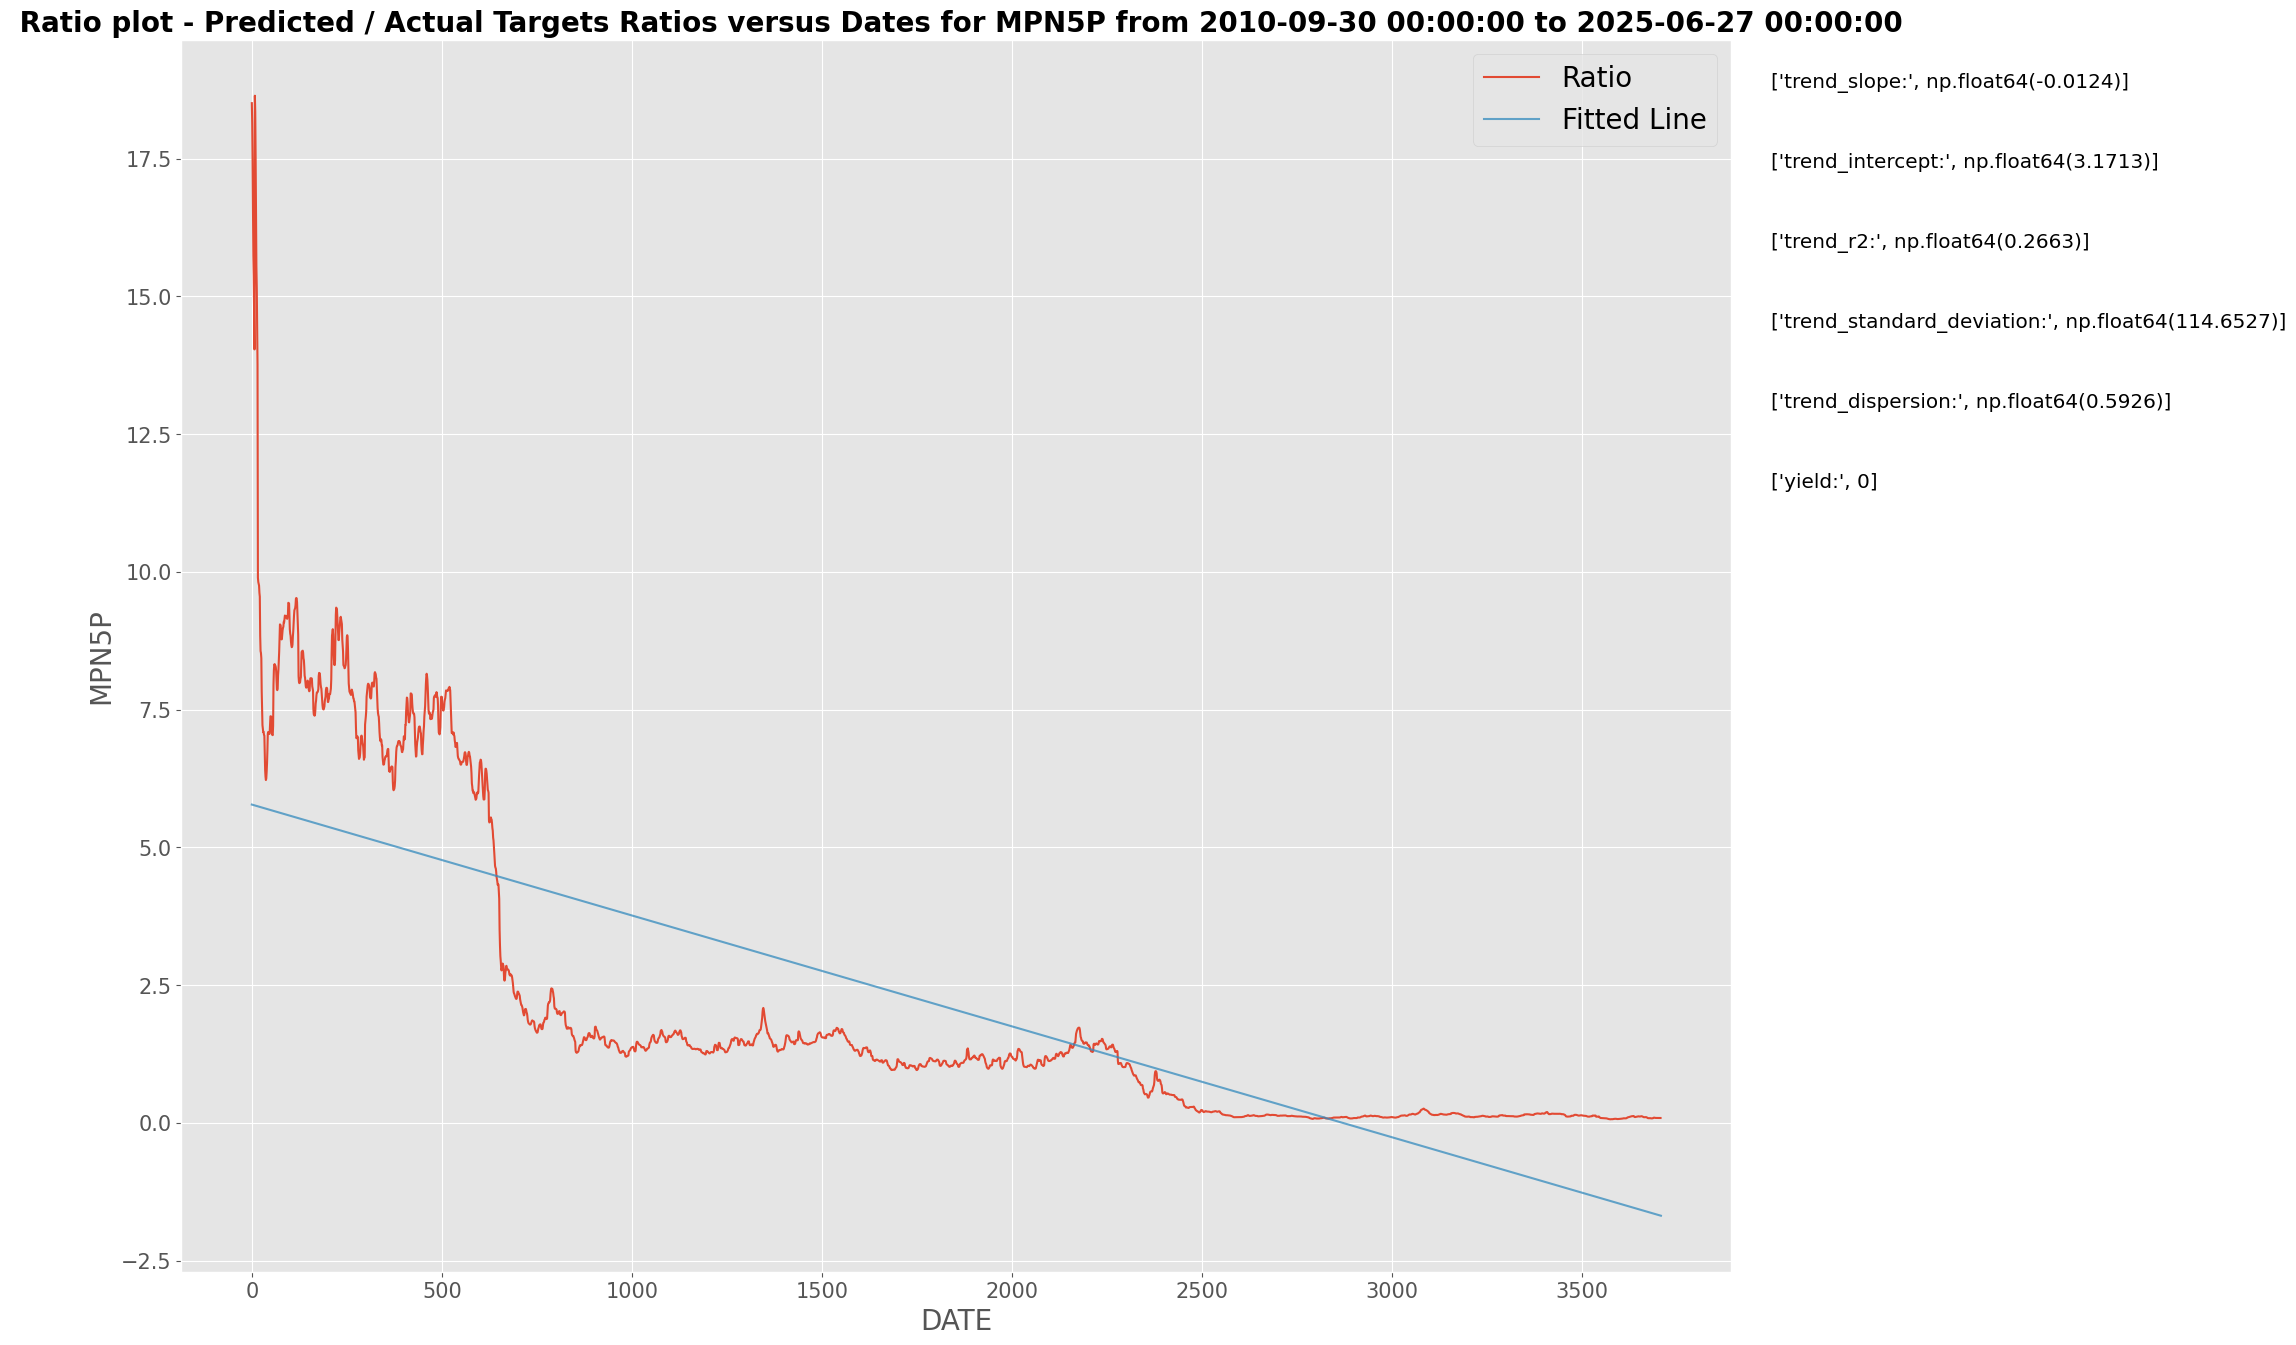 Ratio plot - Predicted / Actual Targets Ratios versus Dates for MPN5P from 2010-09-30 00:00:00 to 2025-06-27 00:00:00
Ratio
Fitted Line
['trend_slope:', np.float64(-0.0124)]
['trend_intercept:', np.float64(3.1713)]
['trend_r2:', np.float64(0.2663)]
['trend_standard_deviation:', np.float64(114.6527)]
['trend_dispersion:', np.float64(0.5926)]
['yield:', 0]
MPN5P
17.5
15.0
12.5
10.0
7.5
5.0
2.5
0.0
−2.5
0 500 1000 1500 2000 2500 3000 3500
DATE